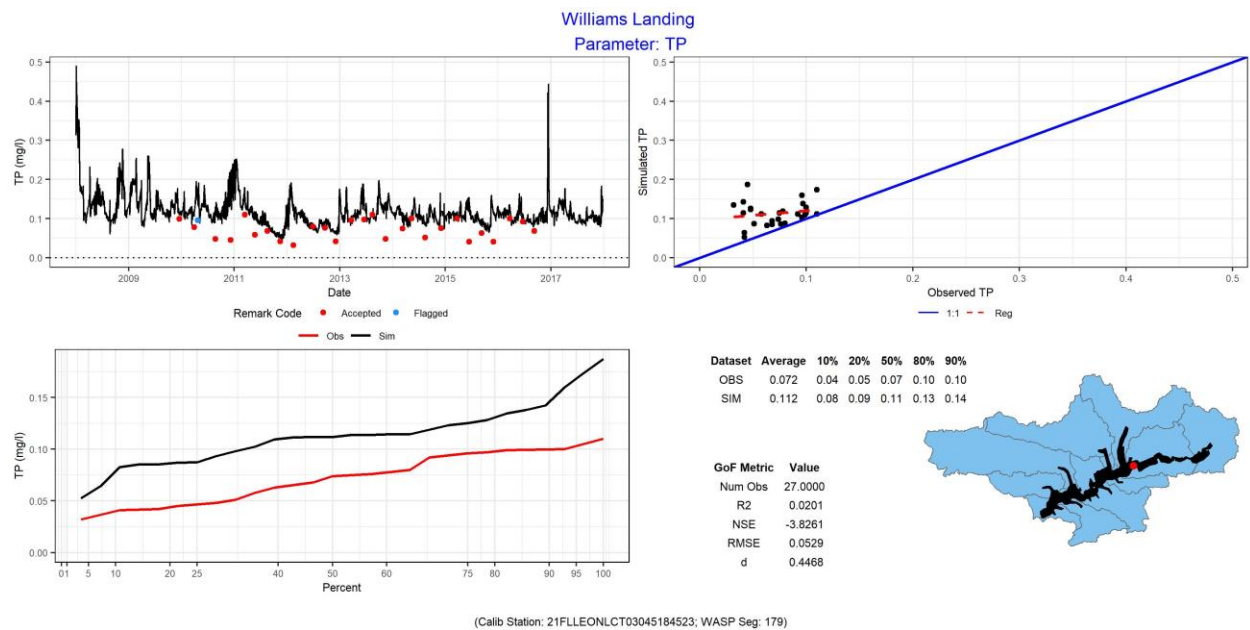 Williams Landing
Parameter: TP
TP (mg/l)
0.5
0.4
0.3
0.2
0.1
0.0
2009 2011 2013 2015 2017
Date
Remark Code Accepted Flagged
Simulated TP
0.5
0.4
0.3
0.2
0.1
0.0
0.0 0.1 0.2 0.3 0.4 0.5
Observed TP
1:1 Reg
Obs Sim
TP (mg/l)
0.15
0.10
0.05
0.00
0 1 5 10 20 25 40 60 75 80 90 95 100
Percent
Dataset Average 10% 20% 50% 80% 90%
OBS 0.072 0.04 0.05 0.07 0.10 0.10
SIM 0.112 0.08 0.09 0.11 0.13 0.14
GoF Metric Value
Num Obs 27.0000
R2 0.0201
NSE -3.8261
RMSE 0.0529
d 0.4468
(Calib Station: 21FLLEONLCT03045184523; WASP Seg: 179)